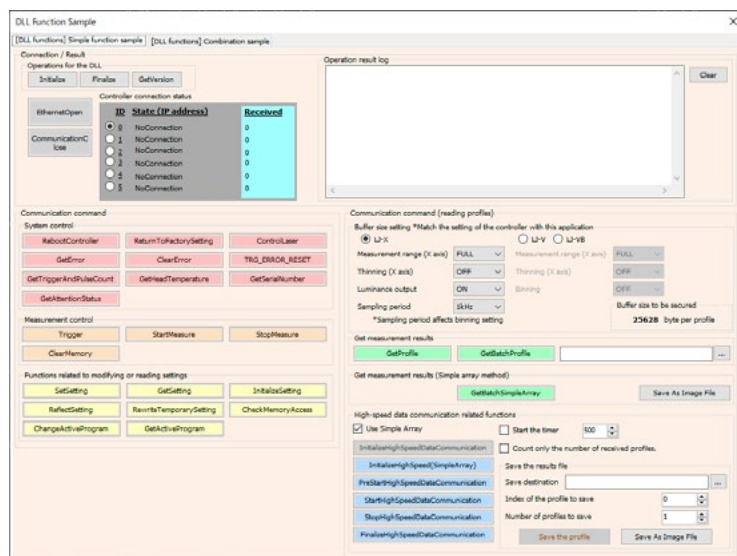 DLL Function Sample
[DLL functions] Simple function sample
[DLL functions] Combination sample
Connection / Result
Operations for the DLL
Initialize
Finalize
GetVersion
EthernetOpen
CommunicationC
lose
Controller connection status
ID State (IP address) Received
0 NoConnection 0
1 NoConnection 0
2 NoConnection 0
3 NoConnection 0
4 NoConnection 0
5 NoConnection 0
Operation result log
Clear
Communication command
System control
RebootController
ReturnToFactorySetting
ControlLaser
GetError
ClearError
TRG_ERROR_RESET
GetTriggerAndPulseCount
GetHeadTemperature
GetSerialNumber
GetAttentionStatus
Measurement control
Trigger
StartMeasure
StopMeasure
ClearMemory
Functions related to modifying or reading settings
SetSetting
GetSetting
InitializeSetting
ReflectSetting
RewriteTemporarySetting
CheckMemoryAccess
ChangeActiveProgram
GetActiveProgram
Communication command (reading profiles)
Buffer size setting *Match the setting of the controller with this application
LJ-X
LJ-V
LJ-VB
Measurement range (X axis) FULL
Measurement range (X axis) FULL
Thinning (X axis) OFF
Thinning (X axis) OFF
Luminance output ON
Binning OFF
Sampling period 5kHz
*Sampling period affects binning setting
Buffer size to be secured
25628 byte per profile
Get measurement results
GetProfile
GetBatchProfile
...
Get measurement results (Simple array method)
GetBatchSimpleArray
Save As Image File
High-speed data communication related functions
Use Simple Array
Start the timer 500
InitializeHighSpeedDataCommunication
Count only the number of received profiles.
InitializeHighSpeed(SimpleArray)
Save the results file
PreStartHighSpeedDataCommunication
Save destination ...
StartHighSpeedDataCommunication
Index of the profile to save 0
StopHighSpeedDataCommunication
Number of profiles to save 1
FinalizeHighSpeedDataCommunication
Save the profile
Save As Image File